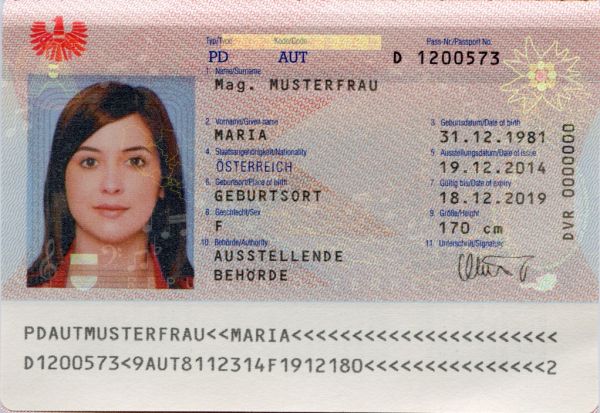 Typ/Type Kode/Code Pass-Nr./Passport No.
PD AUT D 1200573
1. Name/Surname
Mag. MUSTERFRAU
2. Vorname/Given name 3. Geburtsdatum/Date of birth
MARIA 31.12.1981
4. Staatsangehörigkeit/Nationality 5. Ausstellungsdatum/Date of issue
ÖSTERREICH 19.12.2014
6. Geburtsort/Place of birth 7. Gültig bis/Date of expiry
GEBURTSORT 18.12.2019
8. Geschlecht/Sex 9. Größe/Height
F 170 cm
10. Behörde/Authority 11. Unterschrift/Signature
AUSSTELLENDE
BEHÖRDE
DVR 0000000
PDAUTMUSTERFRAU<<MARIA<<<<<<<<<<<<<<<<<<<<<<
D1200573<9AUT8112314F1912180<<<<<<<<<<<<<<<2